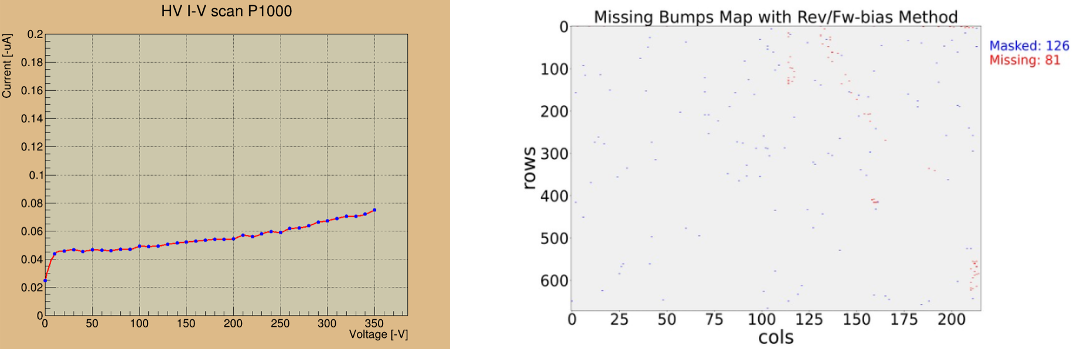 HV I-V scan P1000
Current [-uA]
0.2
0.18
0.16
0.14
0.12
0.1
0.08
0.06
0.04
0.02
0
0 50 100 150 200 250 300 350
Voltage [-V]
Missing Bumps Map with Rev/Fw-bias Method
Masked: 126
Missing: 81
rows
0
100
200
300
400
500
600
0 25 50 75 100 125 150 175 200
cols